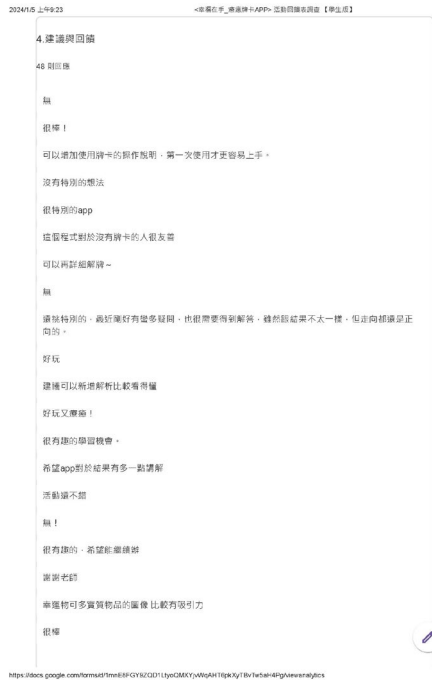 2024/1/5 上午9:23
<幸福在手_療癒牌卡APP> 活動回饋表調查 【學生版】
4.建議與回饋
48 則回應
無
很棒！
可以增加使用牌卡的操作說明，第一次使用才更容易上手。
沒有特別的想法
很特別的app
這個程式對於沒有牌卡的人很友善
可以再詳細解牌~
無
還挺特別的，最近剛好有蠻多疑問，也很需要得到解答，雖然跟結果不太一樣，但走向都還是正
向的。
好玩
建議可以新增解析比較看得懂
好玩又療癒！
很有趣的學習機會。
希望app對於結果有多一點講解
活動還不錯
無！
很有趣的，希望能繼續辦
謝謝老師
幸運物可多實質物品的圖像 比較有吸引力
很棒